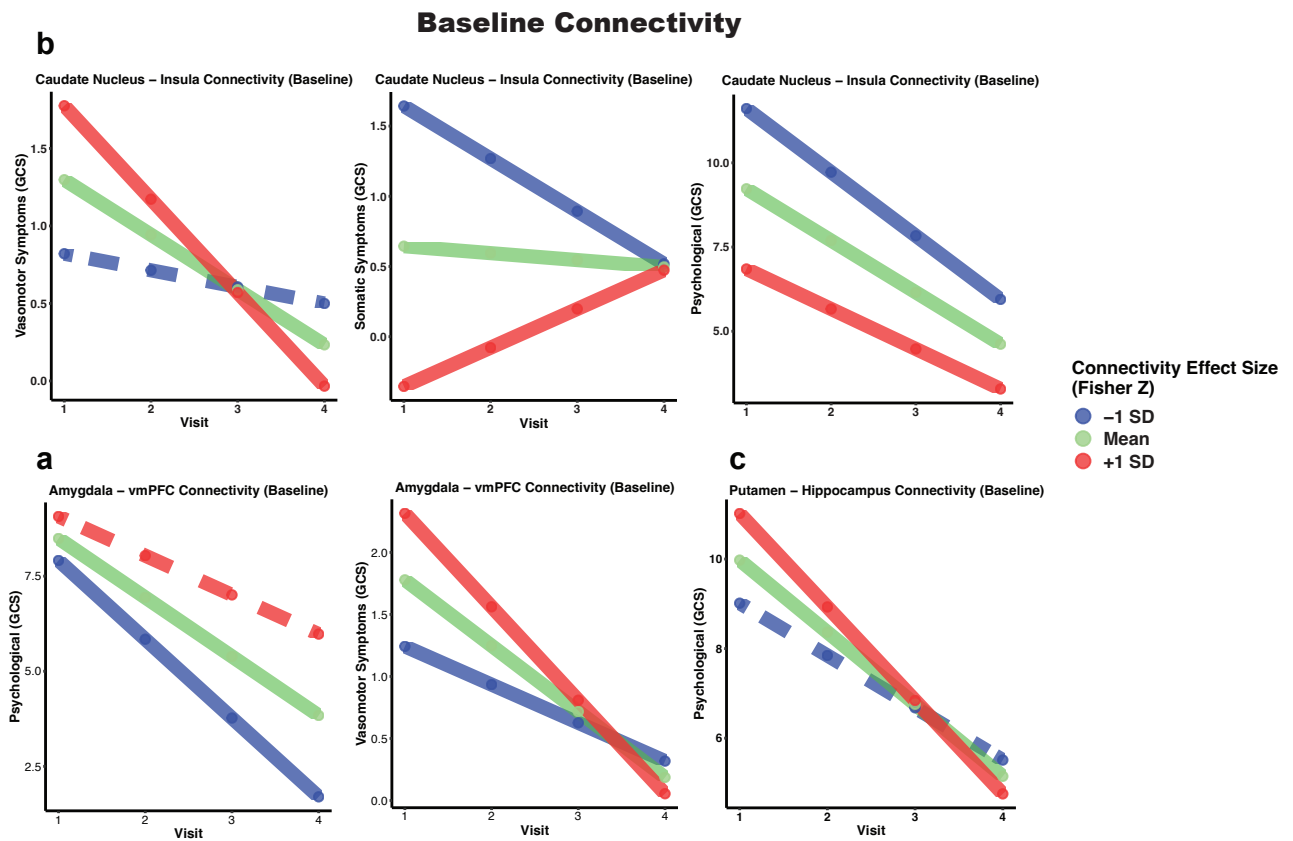 Baseline Connectivity
b
Caudate Nucleus – Insula Connectivity (Baseline)
Vasomotor Symptoms (GCS)
1.5
1.0
0.5
0.0
1 2 3 4
Visit
Caudate Nucleus – Insula Connectivity (Baseline)
Somatic Symptoms (GCS)
1.5
1.0
0.5
0.0
1 2 3 4
Visit
Caudate Nucleus – Insula Connectivity (Baseline)
Psychological (GCS)
10.0
7.5
5.0
1 2 3 4
Connectivity Effect Size
(Fisher Z)
−1 SD
Mean
+1 SD
a
Amygdala – vmPFC Connectivity (Baseline)
Psychological (GCS)
7.5
5.0
2.5
1 2 3 4
Visit
Amygdala – vmPFC Connectivity (Baseline)
Vasomotor Symptoms (GCS)
2.0
1.5
1.0
0.5
0.0
1 2 3 4
Visit
c
Putamen – Hippocampus Connectivity (Baseline)
Psychological (GCS)
10
8
6
1 2 3 4
Visit